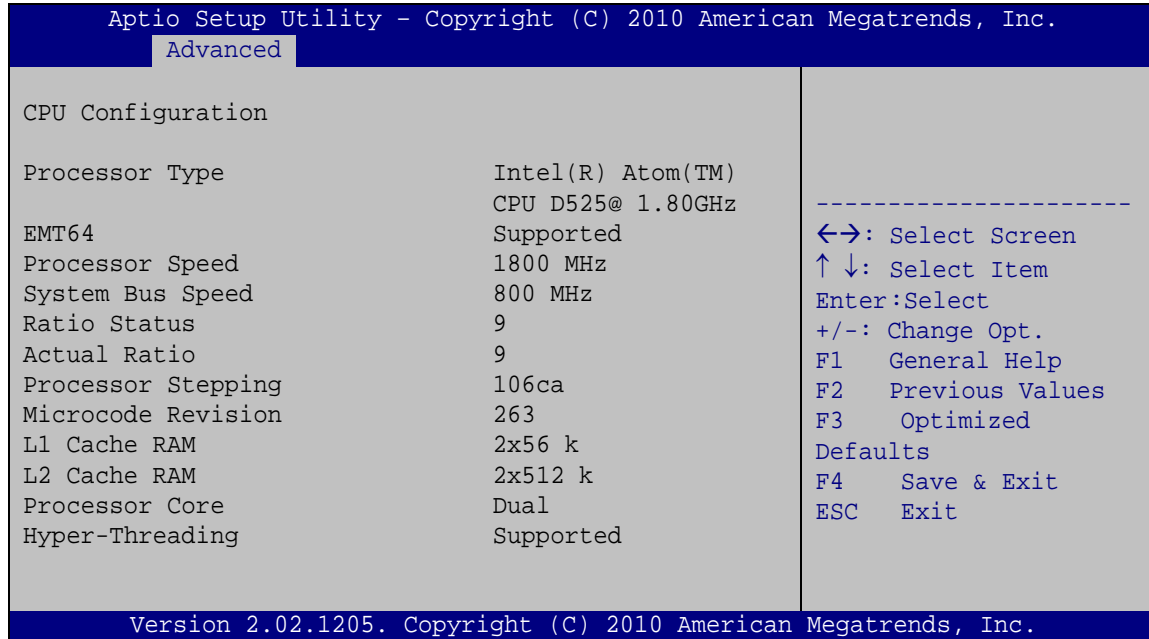 Aptio Setup Utility – Copyright (C) 2010 American Megatrends, Inc.
Advanced
CPU Configuration
Processor Type Intel(R) Atom(TM)
CPU D525@ 1.80GHz
EMT64 Supported
Processor Speed 1800 MHz
System Bus Speed 800 MHz
Ratio Status 9
Actual Ratio 9
Processor Stepping 106ca
Microcode Revision 263
L1 Cache RAM 2x56 k
L2 Cache RAM 2x512 k
Processor Core Dual
Hyper-Threading Supported
----------------------
←→: Select Screen
↑ ↓: Select Item
Enter:Select
+/-: Change Opt.
F1 General Help
F2 Previous Values
F3 Optimized
Defaults
F4 Save & Exit
ESC Exit
Version 2.02.1205. Copyright (C) 2010 American Megatrends, Inc.